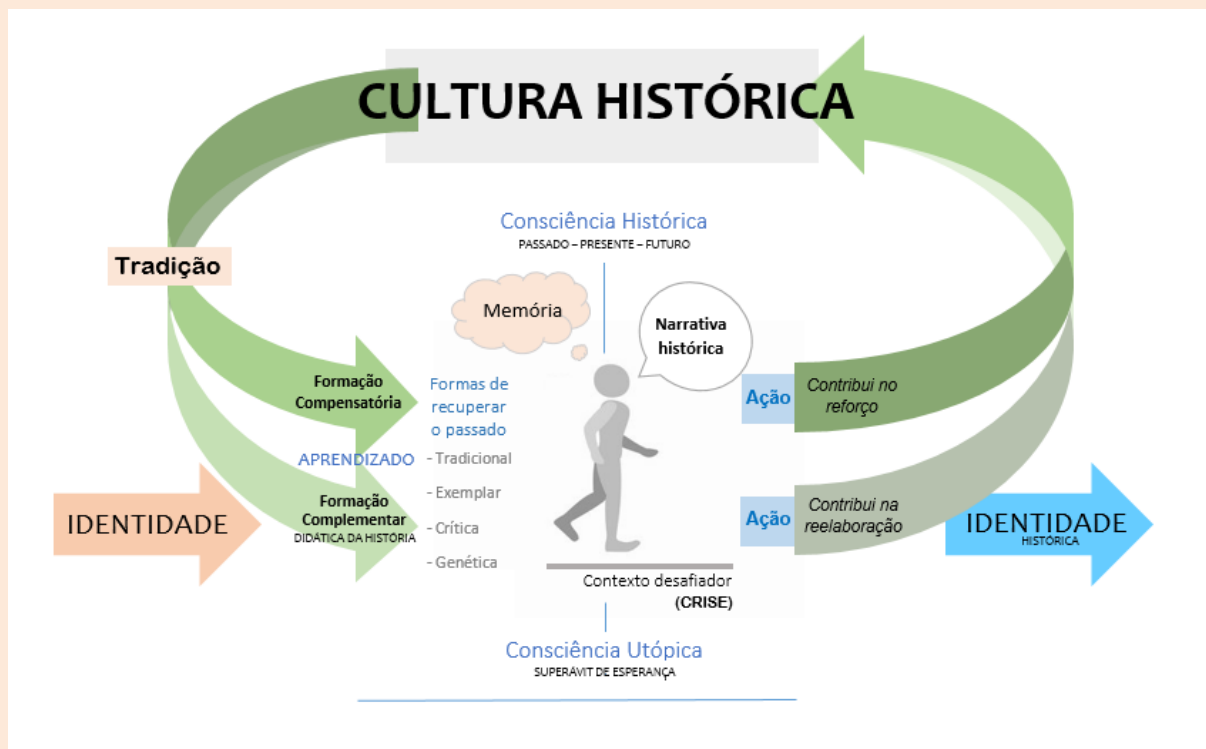 CULTURA HISTÓRICA
Consciência Histórica
PASSADO – PRESENTE – FUTURO
Tradição
Memória
Narrativa
histórica
Formação
Compensatória
Formas de
recuperar
o passado
Ação
Contribui no
reforço
APRENDIZADO
- Tradicional
- Exemplar
- Crítica
- Genética
IDENTIDADE
Formação
Complementar
DIDÁTICA DA HISTÓRIA
Ação
Contribui na
reelaboração
IDENTIDADE
HISTÓRICA
Contexto desafiador
(CRISE)
Consciência Utópica
SUPERÁVIT DE ESPERANÇA